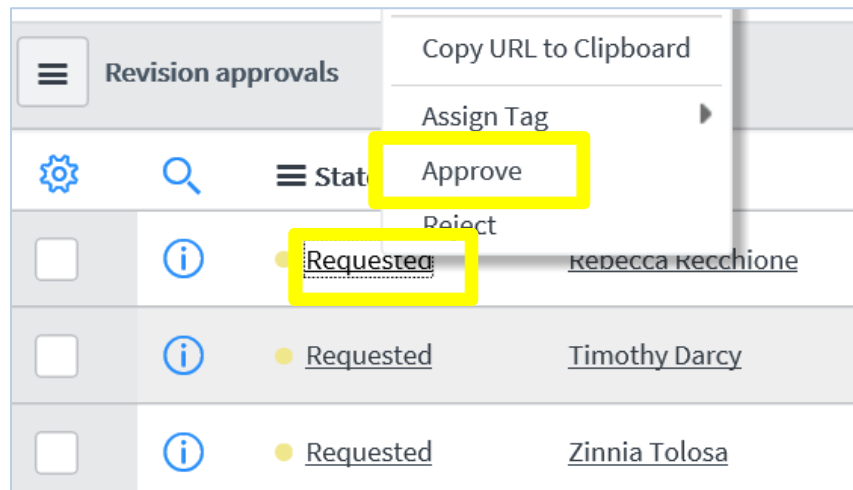 Copy URL to Clipboard
Revision approvals
Assign Tag
Approve
State
Reject
Requested Rebecca Recchione
Requested Timothy Darcy
Requested Zinnia Tolosa